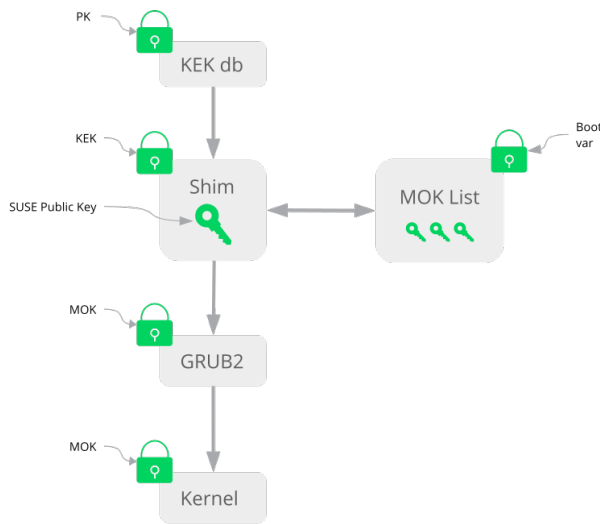 PK
KEK db
KEK
Shim
SUSE Public Key
MOK List
Boot
var
MOK
GRUB2
MOK
Kernel